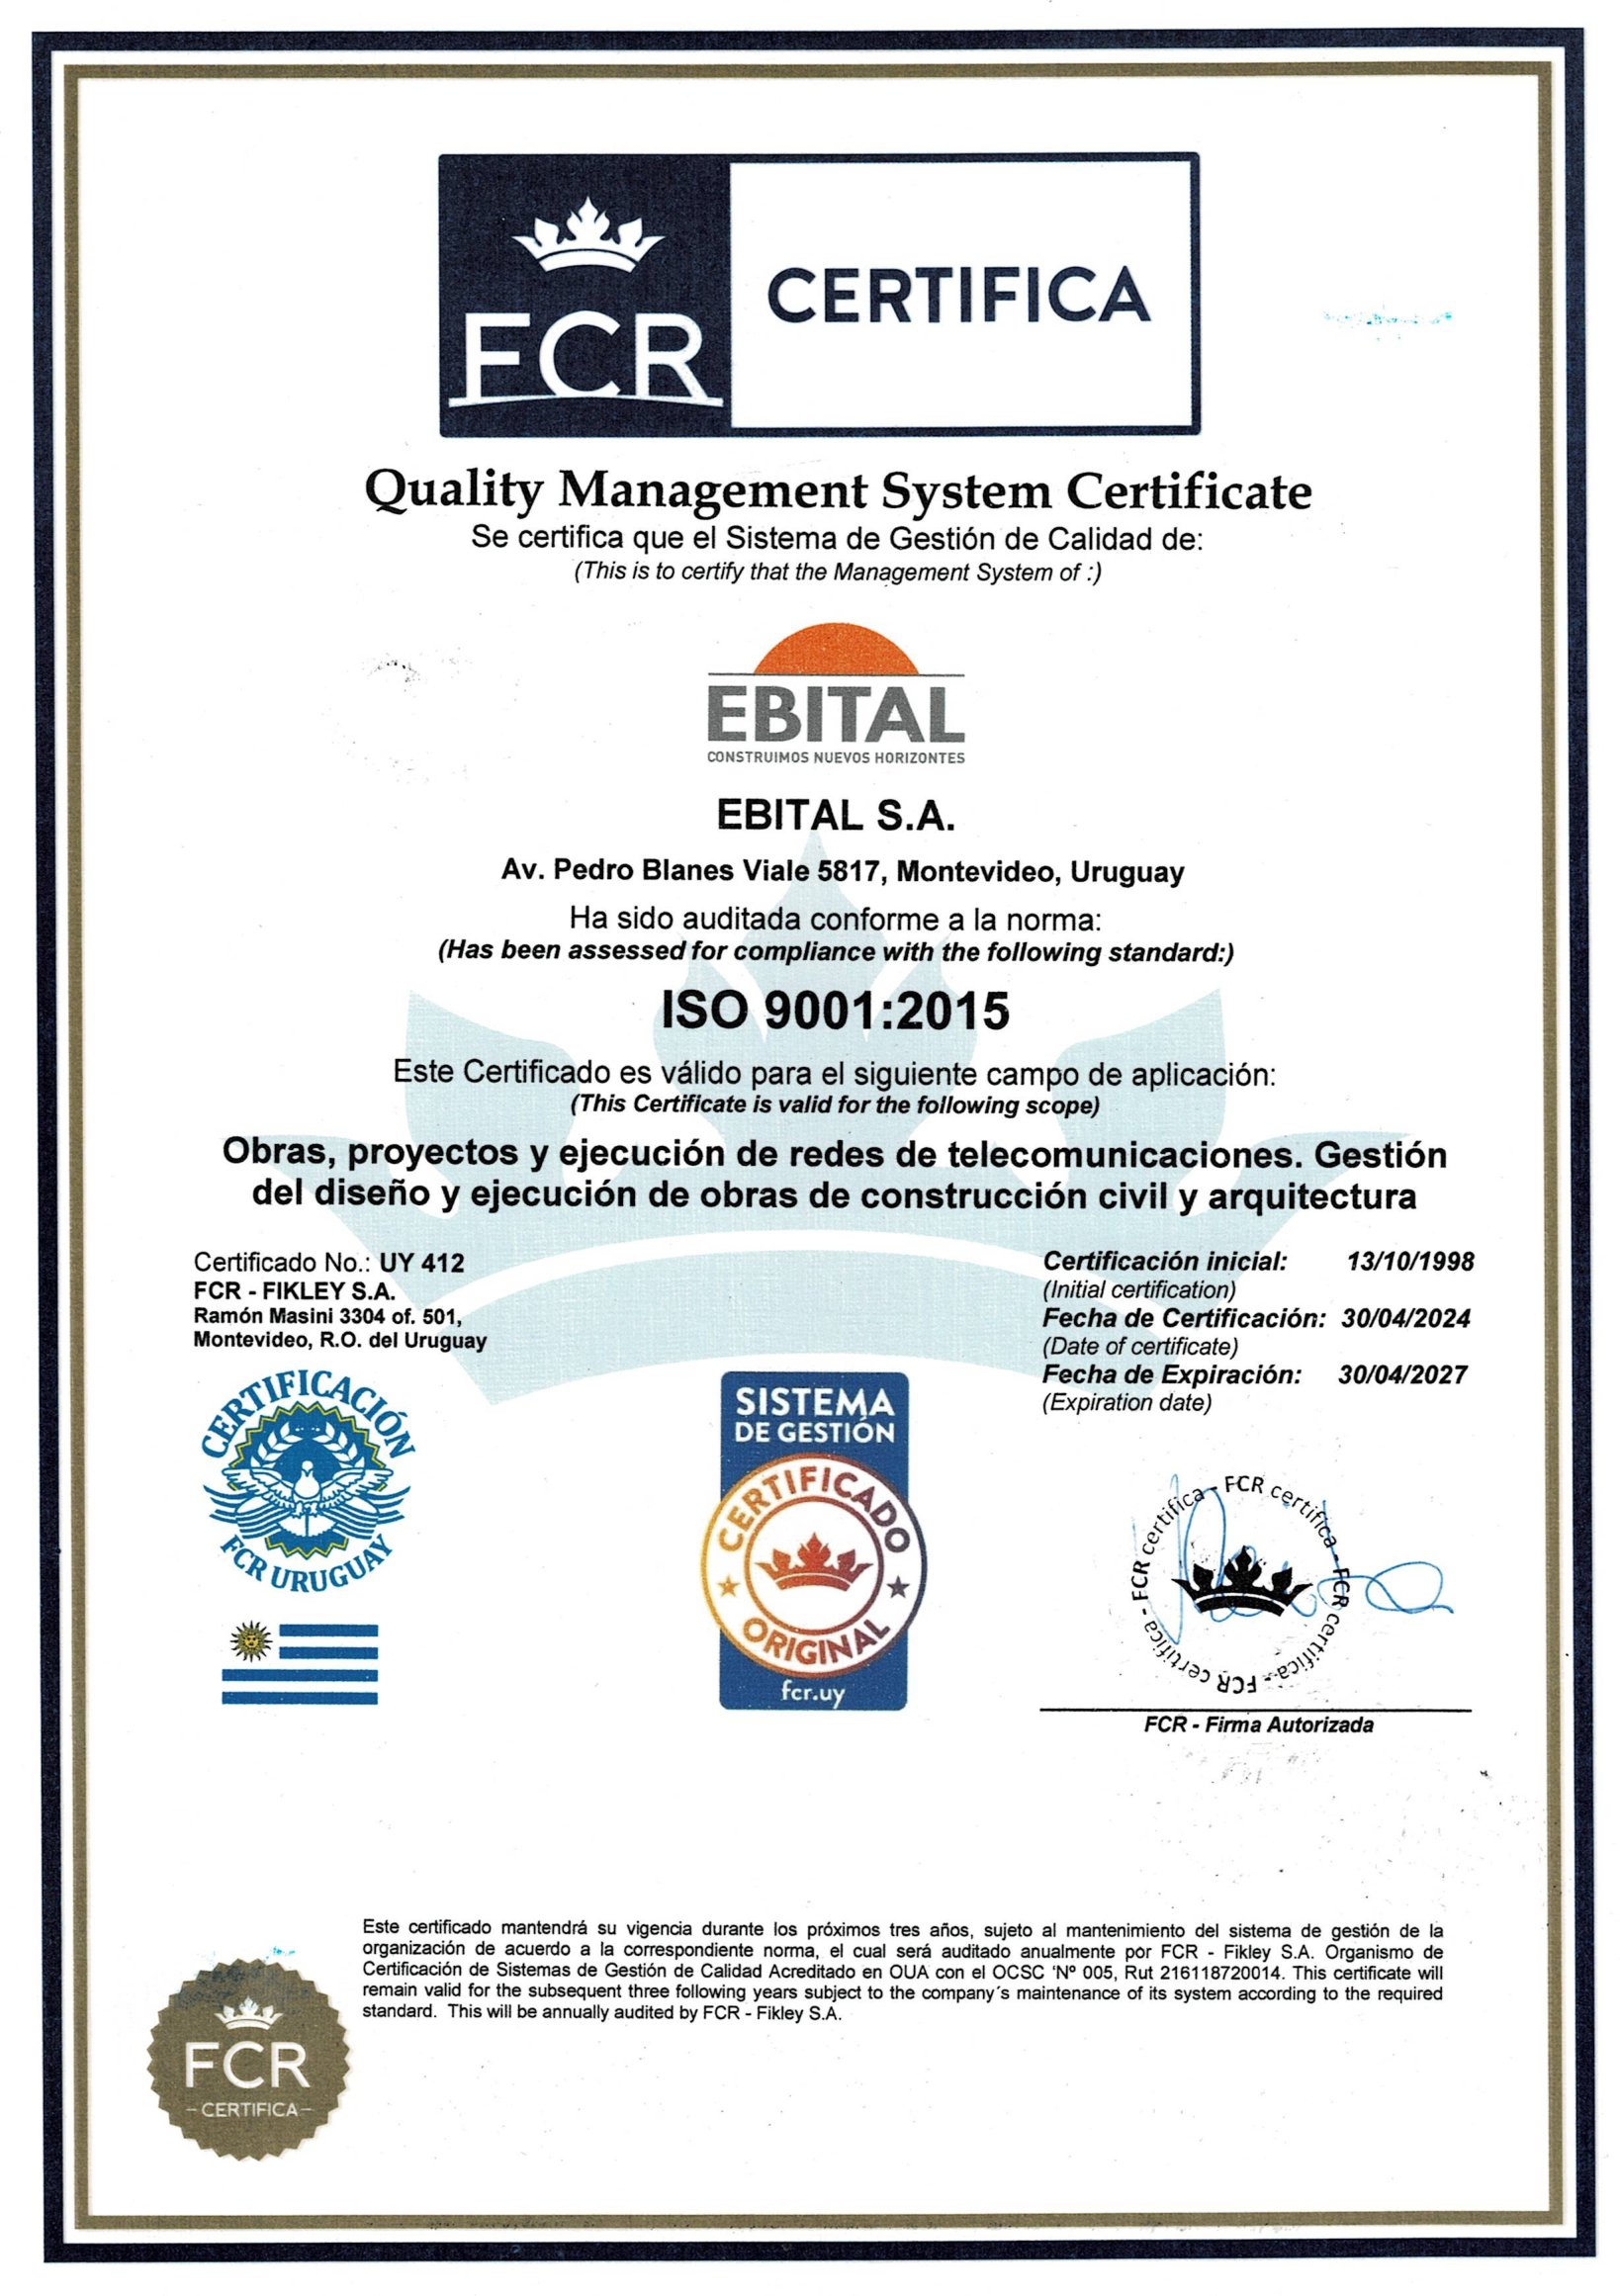 FCR
CERTIFICA
Quality Management System Certificate
Se certifica que el Sistema de Gestión de Calidad de:
(This is to certify that the Management System of :)
EBITAL
CONSTRUIMOS NUEVOS HORIZONTES
EBITAL S.A.
Av. Pedro Blanes Viale 5817, Montevideo, Uruguay
Ha sido auditada conforme a la norma:
(Has been assessed for compliance with the following standard:)
ISO 9001:2015
Este Certificado es válido para el siguiente campo de aplicación:
(This Certificate is valid for the following scope)
Obras, proyectos y ejecución de redes de telecomunicaciones. Gestión
del diseño y ejecución de obras de construcción civil y arquitectura
Certificado No.: UY 412
FCR - FIKLEY S.A.
Ramón Masini 3304 of. 501,
Montevideo, R.O. del Uruguay
Certificación inicial: 13/10/1998
(Initial certification)
Fecha de Certificación: 30/04/2024
(Date of certificate)
Fecha de Expiración: 30/04/2027
(Expiration date)
CERTIFICACIÓN
FCR URUGUAY
SISTEMA
DE GESTIÓN
CERTIFICADO
ORIGINAL
fcr.uy
FCR certifica - FCR certifica - FCR certifica - FCR certifica -
FCR - Firma Autorizada
Este certificado mantendrá su vigencia durante los próximos tres años, sujeto al mantenimiento del sistema de gestión de la
organización de acuerdo a la correspondiente norma, el cual será auditado anualmente por FCR - Fikley S.A. Organismo de
Certificación de Sistemas de Gestión de Calidad Acreditado en OUA con el OCSC 'Nº 005, Rut 216118720014. This certificate will
remain valid for the subsequent three following years subject to the company´s maintenance of its system according to the required
standard. This will be annually audited by FCR - Fikley S.A.
FCR
CERTIFICA